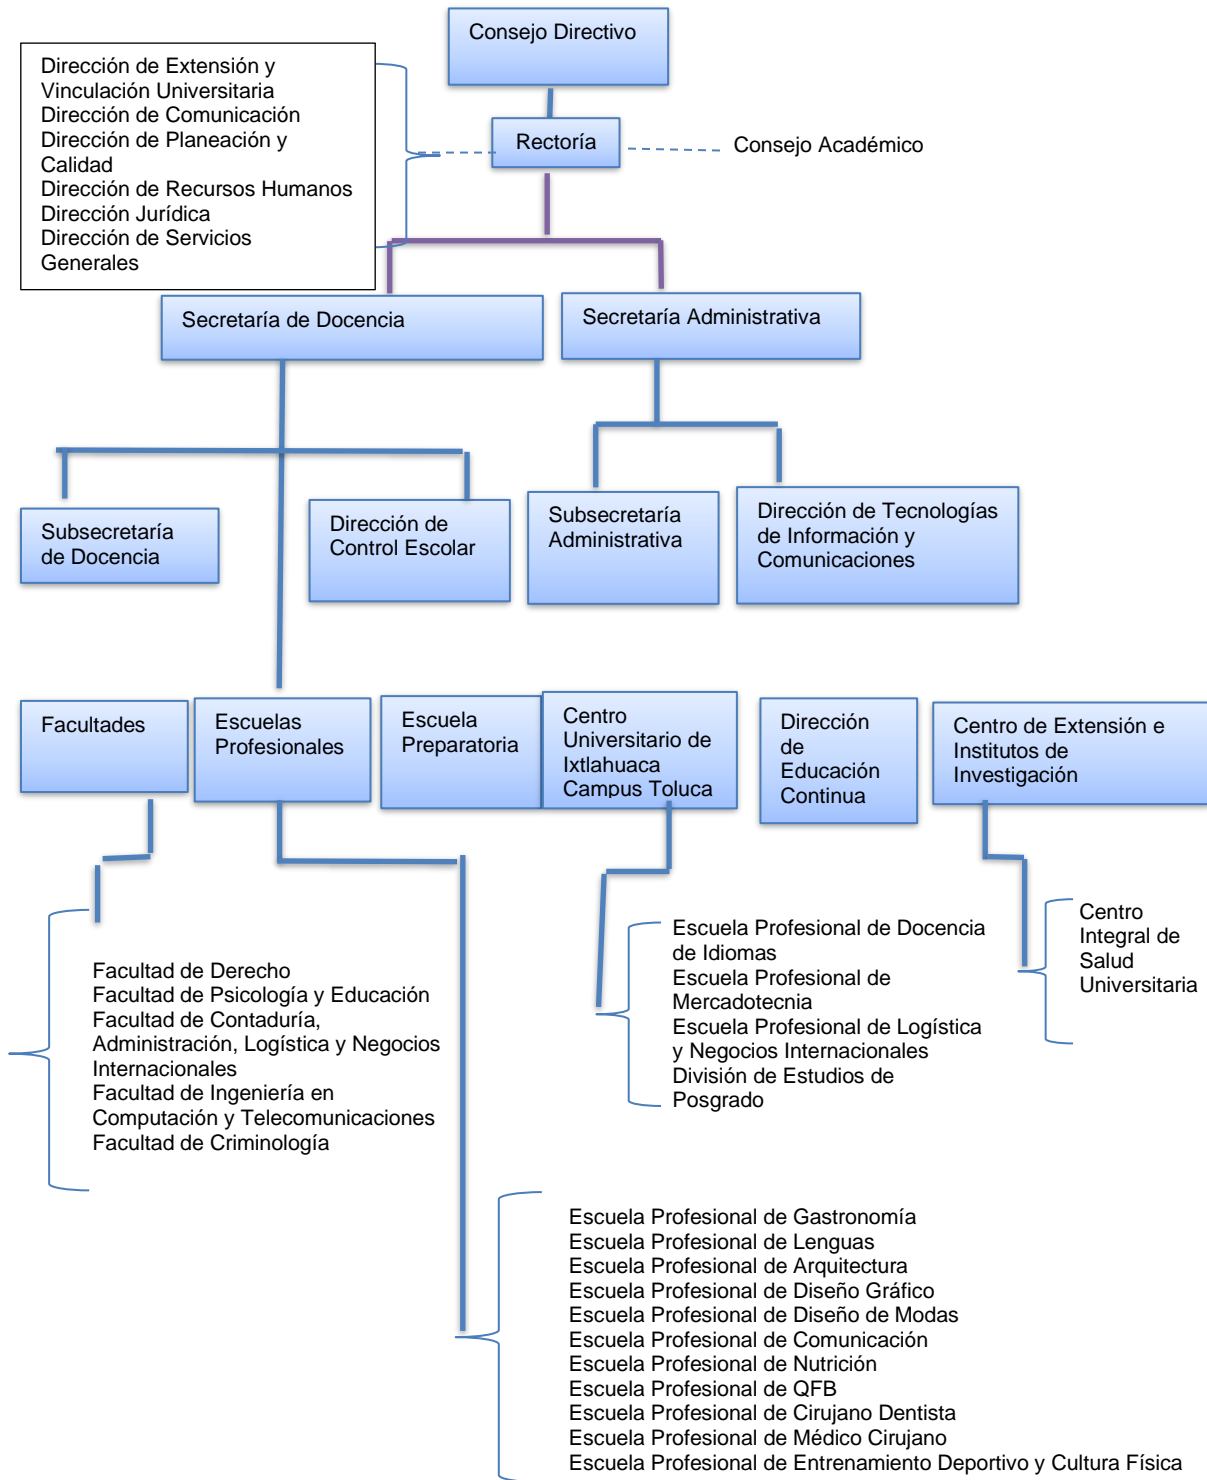 Consejo Directivo
Dirección de Extensión y
Vinculación Universitaria
Dirección de Comunicación
Dirección de Planeación y
Calidad
Dirección de Recursos Humanos
Dirección Jurídica
Dirección de Servicios
Generales
Rectoría
Consejo Académico
Secretaría de Docencia
Secretaría Administrativa
Subsecretaría
de Docencia
Dirección de
Control Escolar
Subsecretaría
Administrativa
Dirección de Tecnologías
de Información y
Comunicaciones
Facultades
Escuelas
Profesionales
Escuela
Preparatoria
Centro
Universitario de
Ixtlahuaca
Campus Toluca
Dirección
de
Educación
Continua
Centro de Extensión e
Institutos de
Investigación
Facultad de Derecho
Facultad de Psicología y Educación
Facultad de Contaduría,
Administración, Logística y Negocios
Internacionales
Facultad de Ingeniería en
Computación y Telecomunicaciones
Facultad de Criminología
Escuela Profesional de Docencia
de Idiomas
Escuela Profesional de
Mercadotecnia
Escuela Profesional de Logística
y Negocios Internacionales
División de Estudios de
Posgrado
Centro
Integral de
Salud
Universitaria
Escuela Profesional de Gastronomía
Escuela Profesional de Lenguas
Escuela Profesional de Arquitectura
Escuela Profesional de Diseño Gráfico
Escuela Profesional de Diseño de Modas
Escuela Profesional de Comunicación
Escuela Profesional de Nutrición
Escuela Profesional de QFB
Escuela Profesional de Cirujano Dentista
Escuela Profesional de Médico Cirujano
Escuela Profesional de Entrenamiento Deportivo y Cultura Física